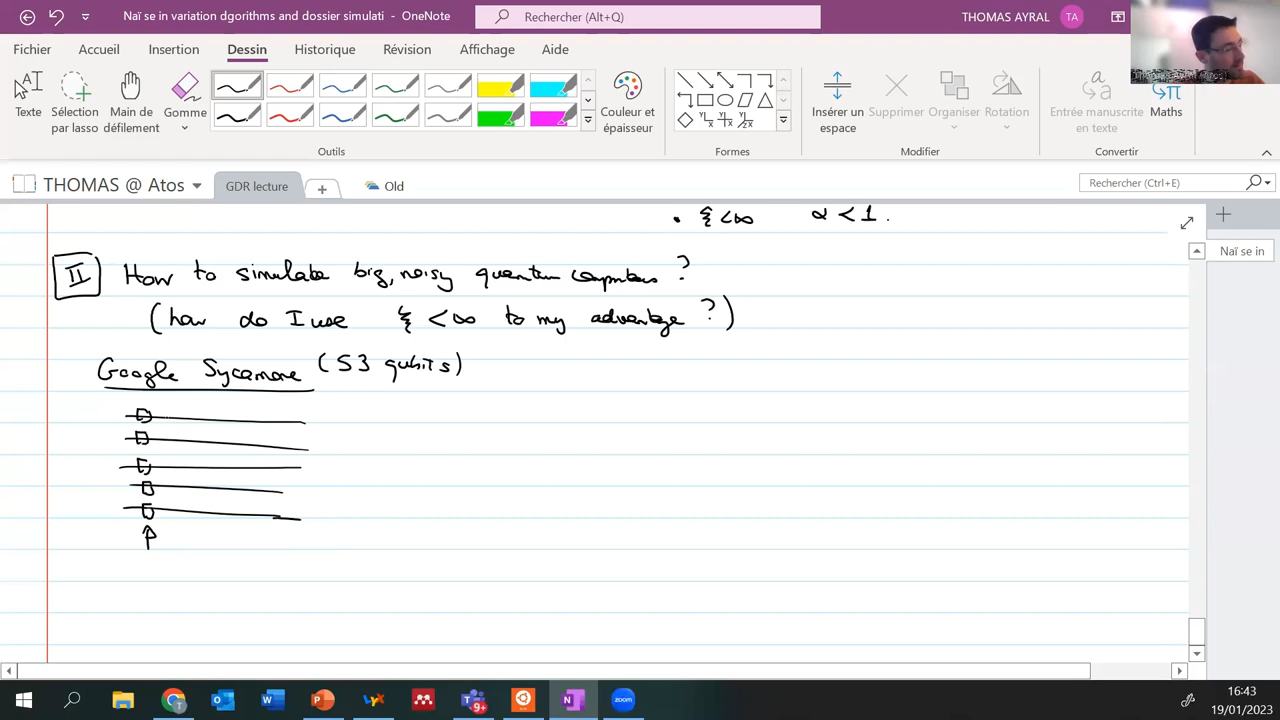 Naï se in variation dgorithms and dossier simulati - OneNote
Rechercher (Alt+Q)
THOMAS AYRAL
TA
Fichier Accueil Insertion Dessin Historique Révision Affichage Aide
Texte
Sélection par lasso
Main de défilement
Gomme
Couleur et épaisseur
Insérer un espace
Supprimer
Organiser
Rotation
Entrée manuscrite en texte
Maths
Outils
Formes
Modifier
Convertir
THOMAS @ Atos
GDR lecture
Old
Rechercher (Ctrl+E)
Naï se in
• ξ < ∞ α < 1.
II How to simulate big, noisy quantum computers ?
(how do I use ξ < ∞ to my advantage ?)
Google Sycamore (53 qubits)
9+
zoom
16:43
19/01/2023